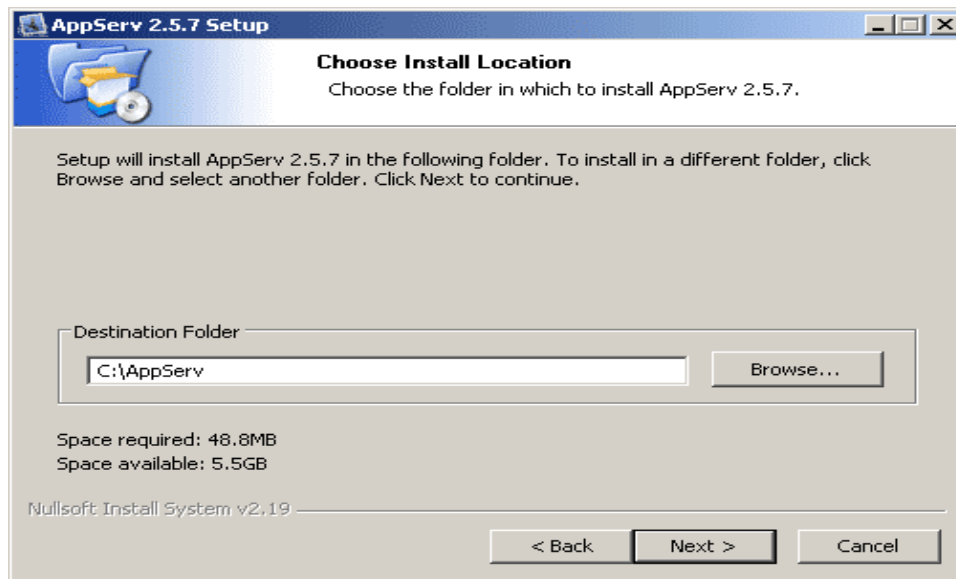 AppServ 2.5.7 Setup
Choose Install Location
Choose the folder in which to install AppServ 2.5.7.
Setup will install AppServ 2.5.7 in the following folder. To install in a different folder, click
Browse and select another folder. Click Next to continue.
Destination Folder
C:\AppServ
Browse...
Space required: 48.8MB
Space available: 5.5GB
Nullsoft Install System v2.19
< Back
Next >
Cancel